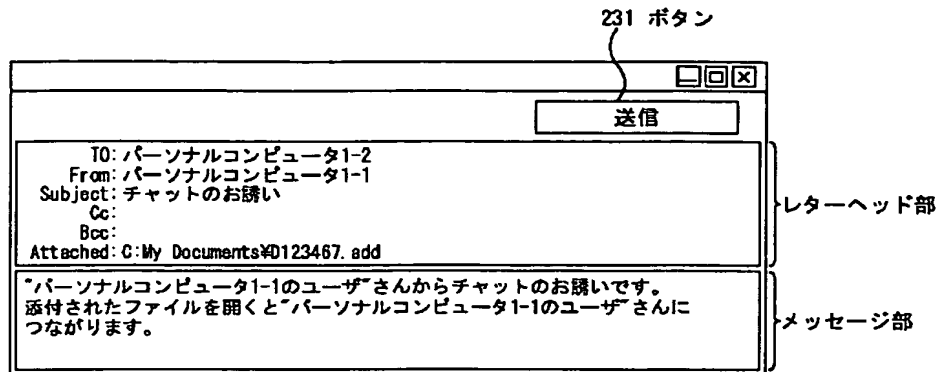 231 ボタン
送信
TO: パーソナルコンピュータ1-2
From: パーソナルコンピュータ1-1
Subject: チャットのお誘い
Cc:
Bcc:
Attached: C:My Documents¥D123467.add
レターヘッド部
"パーソナルコンピュータ1-1のユーザ"さんからチャットのお誘いです。
添付されたファイルを開くと"パーソナルコンピュータ1-1のユーザ"さんに
つながります。
メッセージ部